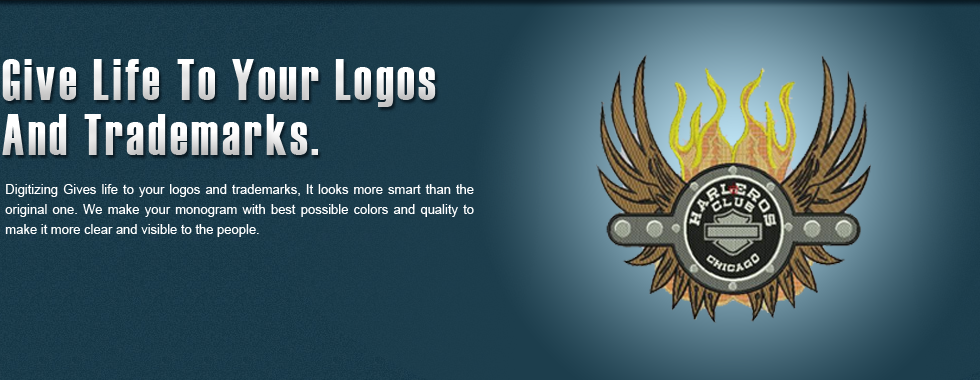 Give Life To Your Logos
And Trademarks.
Digitizing Gives life to your logos and trademarks, It looks more smart than the
original one. We make your monogram with best possible colors and quality to
make it more clear and visible to the people.
HARLEROS
CLUB
CHICAGO